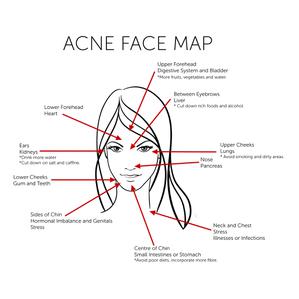 ACNE FACE MAP
Upper Forehead
Digestive System and Bladder
*More fruits, vegetables and water.
Between Eyebrows
Liver
* Cut down rich foods and alcohol
Lower Forehead
Heart
Ears
Kidneys
*Drink more water
*Cut down on salt and caffine.
Upper Cheeks
Lungs
* Avoid smoking and dirty areas.
Nose
Pancreas
Lower Cheeks
Gum and Teeth
Sides of Chin
Hormonal Imbalance and Genitals
Stress
Neck and Chest
Stress
Illnesses or Infections
Centre of Chin
Small Intestines or Stomach
*Avoid poor diets, incorporate more fibre.